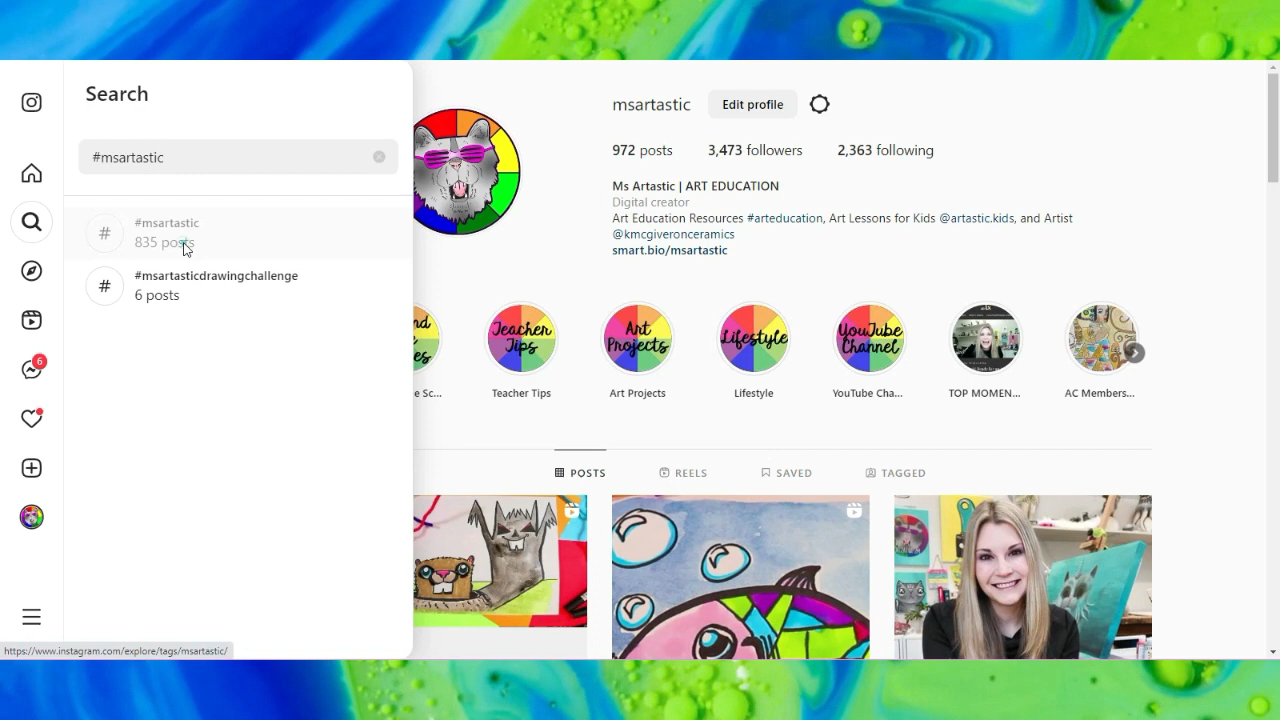 Search
#msartastic
#msartastic
835 posts
#msartasticdrawingchallenge
6 posts
6
https://www.instagram.com/explore/tags/msartastic/
msartastic
Edit profile
972 posts 3,473 followers 2,363 following
Ms Artastic | ART EDUCATION
Digital creator
Art Education Resources #arteducation, Art Lessons for Kids @artastic.kids, and Artist
@kmcgiveronceramics
smart.bio/msartastic
Teacher
Tips
Art
Projects
Lifestyle
YouTube
Channel
e Sc... Teacher Tips Art Projects Lifestyle YouTube Cha... TOP MOMEN... AC Members...
POSTS REELS SAVED TAGGED